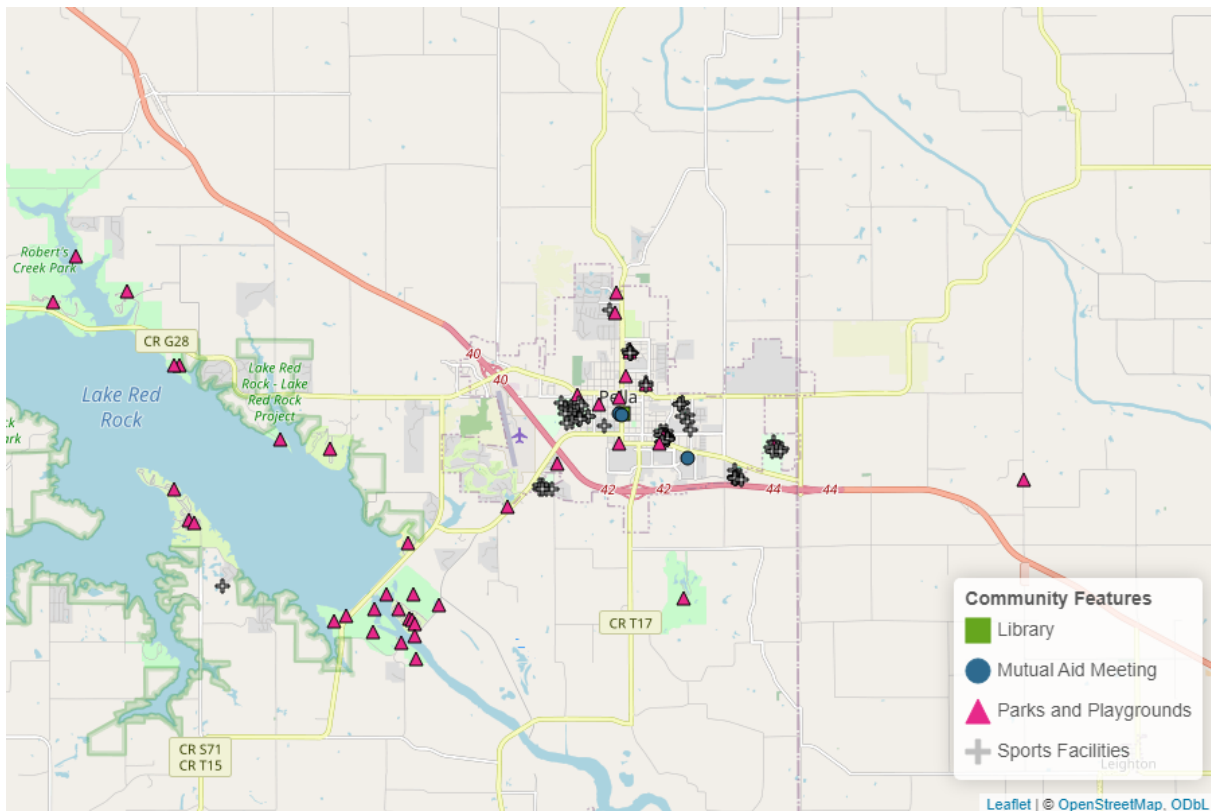 Robert's
Creek Park
CR G28
Lake Red
Rock
Lake Red
Rock - Lake
Red Rock
Project
40
40
Pella
42
42
44
44
CR T17
CR S71
CR T15
Community Features
Library
Mutual Aid Meeting
Parks and Playgrounds
Sports Facilities
Leighton
Leaflet | © OpenStreetMap, ODbL